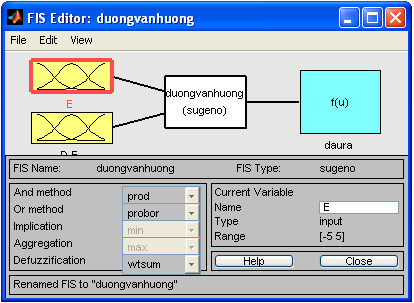 FIS Editor: duongvanhuong
File Edit View
duongvanhuong
(sugeno)
f(u)
E
daura
FIS Name: duongvanhuong FIS Type: sugeno
And method prod
Or method probor
Implication min
Aggregation max
Defuzzification wtsum
Current Variable
Name E
Type input
Range [-5 5]
Help Close
Renamed FIS to "duongvanhuong"